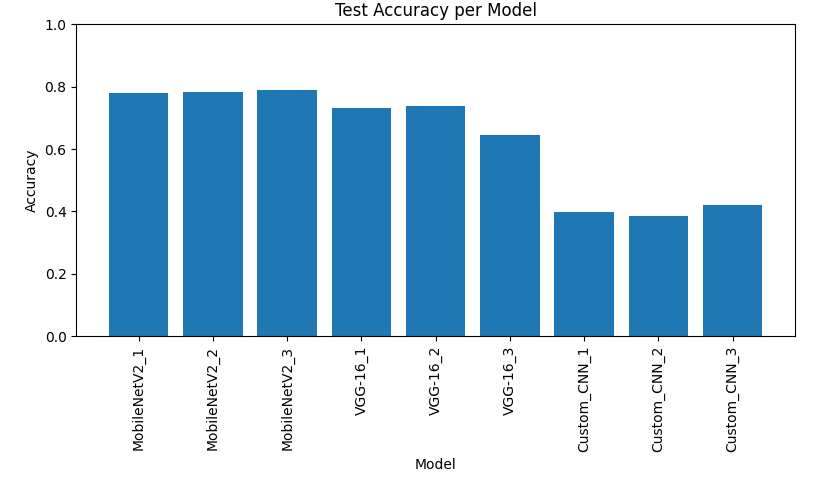 Test Accuracy per Model
Accuracy
1.0
0.8
0.6
0.4
0.2
0.0
MobileNetV2_1
MobileNetV2_2
MobileNetV2_3
VGG-16_1
VGG-16_2
VGG-16_3
Custom_CNN_1
Custom_CNN_2
Custom_CNN_3
Model